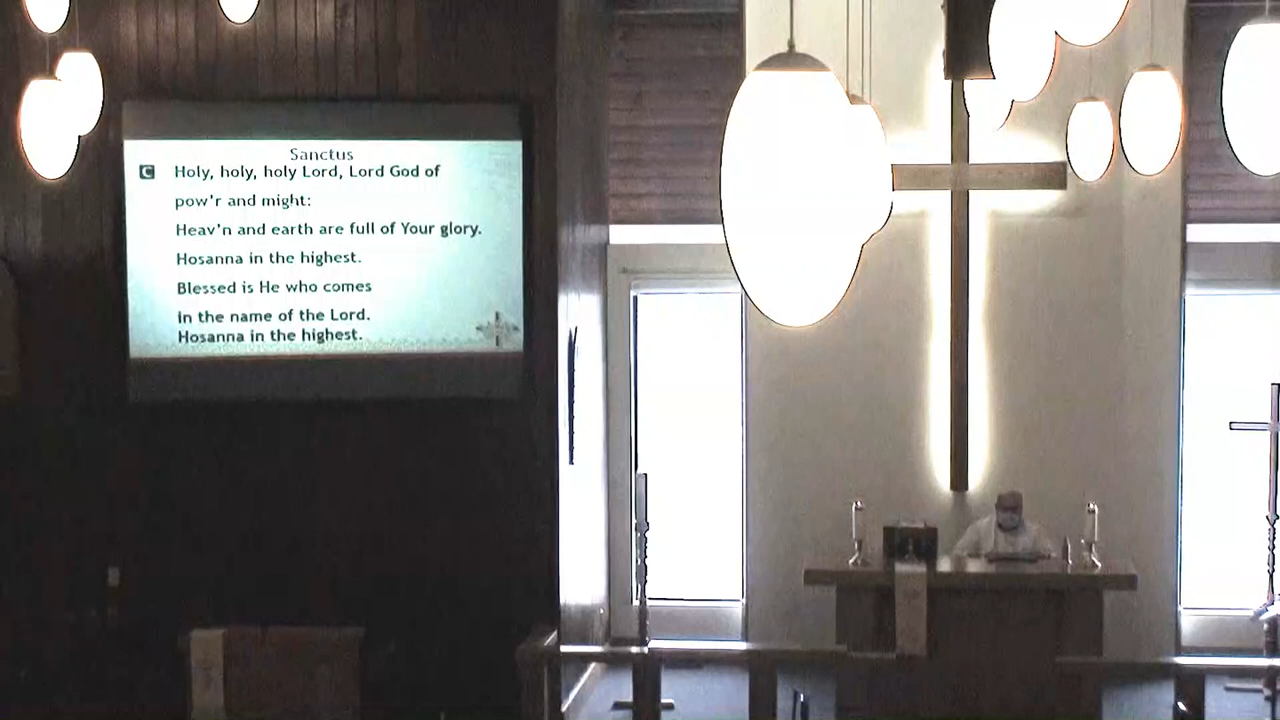 Sanctus
C Holy, holy, holy Lord, Lord God of
pow'r and might:
Heav'n and earth are full of Your glory.
Hosanna in the highest.
Blessed is He who comes
in the name of the Lord.
Hosanna in the highest.